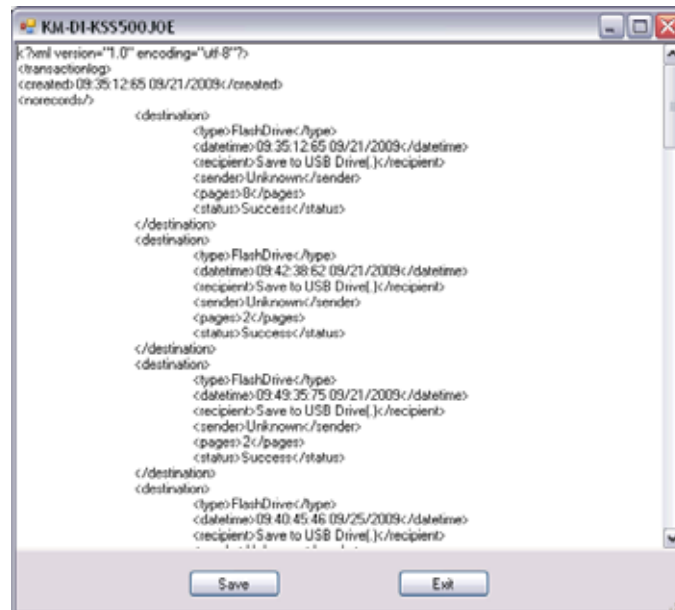 KM-DI-KSS500JOE
<?xml version="1.0" encoding="utf-8"?>
<transactionlog>
<created>09:35:12:65 09/21/2009</created>
<norecords/>
<destination>
<type>FlashDrive</type>
<datetime>09:35:12:65 09/21/2009</datetime>
<recipient>Save to USB Drive(.)</recipient>
<sender>Unknown</sender>
<pages>8</pages>
<status>Success</status>
</destination>
<destination>
<type>FlashDrive</type>
<datetime>09:42:38:62 09/21/2009</datetime>
<recipient>Save to USB Drive(.)</recipient>
<sender>Unknown</sender>
<pages>2</pages>
<status>Success</status>
</destination>
<destination>
<type>FlashDrive</type>
<datetime>09:49:35:75 09/21/2009</datetime>
<recipient>Save to USB Drive(.)</recipient>
<sender>Unknown</sender>
<pages>2</pages>
<status>Success</status>
</destination>
<destination>
<type>FlashDrive</type>
<datetime>09:40:45:46 09/25/2009</datetime>
<recipient>Save to USB Drive(.)</recipient>
Save Exit